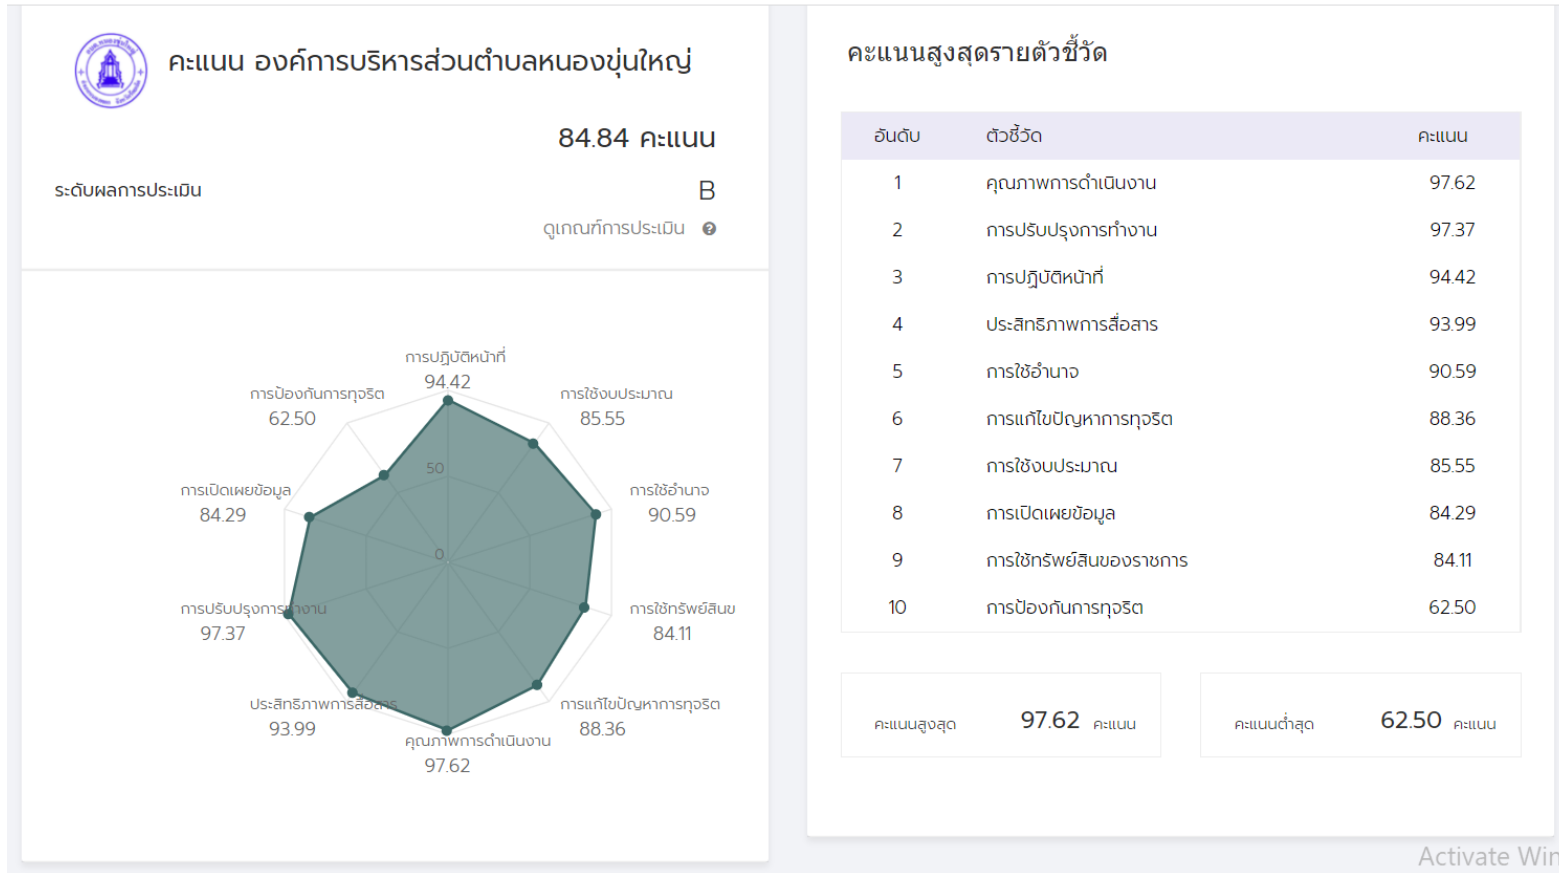 คะแนน องค์การบริหารส่วนตำบลหนองขุ่นใหญ่
84.84 คะแนน
ระดับผลการประเมิน B
ดูเกณฑ์การประเมิน
การปฏิบัติหน้าที่
94.42
การป้องกันการทุจริต
62.50
การใช้งบประมาณ
85.55
50
การเปิดเผยข้อมูล
84.29
การใช้อำนาจ
90.59
0
การปรับปรุงการทำงาน
97.37
การใช้ทรัพย์สินข
84.11
ประสิทธิภาพการสื่อสาร
93.99
การแก้ไขปัญหาการทุจริต
88.36
คุณภาพการดำเนินงาน
97.62
คะแนนสูงสุดรายตัวชี้วัด
อันดับ ตัวชี้วัด คะแนน
1 คุณภาพการดำเนินงาน 97.62
2 การปรับปรุงการทำงาน 97.37
3 การปฏิบัติหน้าที่ 94.42
4 ประสิทธิภาพการสื่อสาร 93.99
5 การใช้อำนาจ 90.59
6 การแก้ไขปัญหาการทุจริต 88.36
7 การใช้งบประมาณ 85.55
8 การเปิดเผยข้อมูล 84.29
9 การใช้ทรัพย์สินของราชการ 84.11
10 การป้องกันการทุจริต 62.50
คะแนนสูงสุด 97.62 คะแนน
คะแนนต่ำสุด 62.50 คะแนน
Activate Win